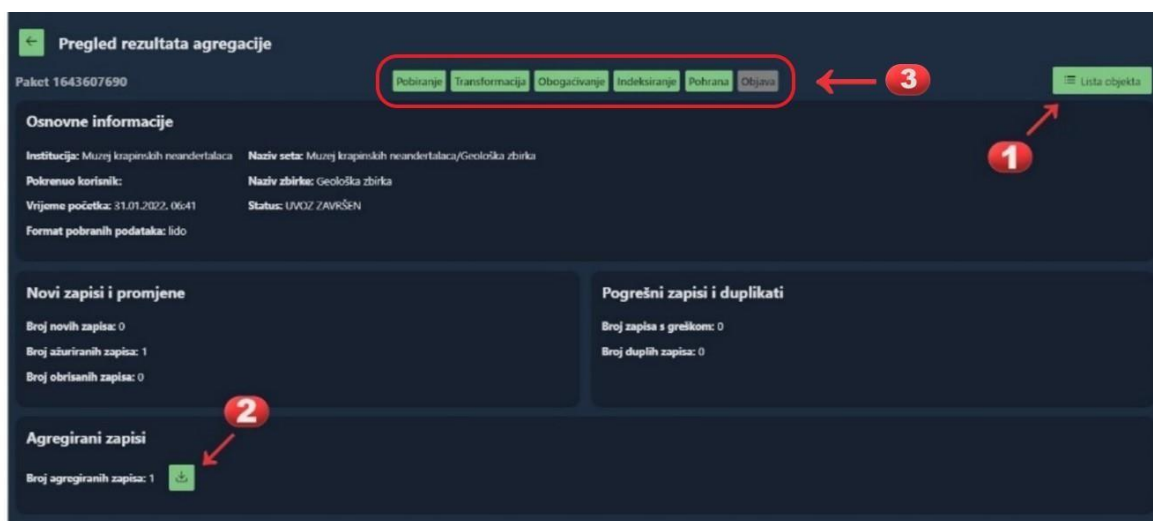 Pregled rezultata agregacije
Paket 1643607690
Pobiranje Transformacija Obogaćivanje Indeksiranje Pohrana Objava
3
Lista objekta
1
Osnovne informacije
Institucija: Muzej krapinskih neandertalaca Naziv seta: Muzej krapinskih neandertalaca/Geološka zbirka
Pokrenuo korisnik: Naziv zbirke: Geološka zbirka
Vrijeme početka: 31.01.2022. 06:41 Status: UVOZ ZAVRŠEN
Format pobranih podataka: lido
Novi zapisi i promjene
Broj novih zapisa: 0
Broj ažuriranih zapisa: 1
Broj obrisanih zapisa: 0
Pogrešni zapisi i duplikati
Broj zapisa s greškom: 0
Broj duplih zapisa: 0
2
Agregirani zapisi
Broj agregiranih zapisa: 1